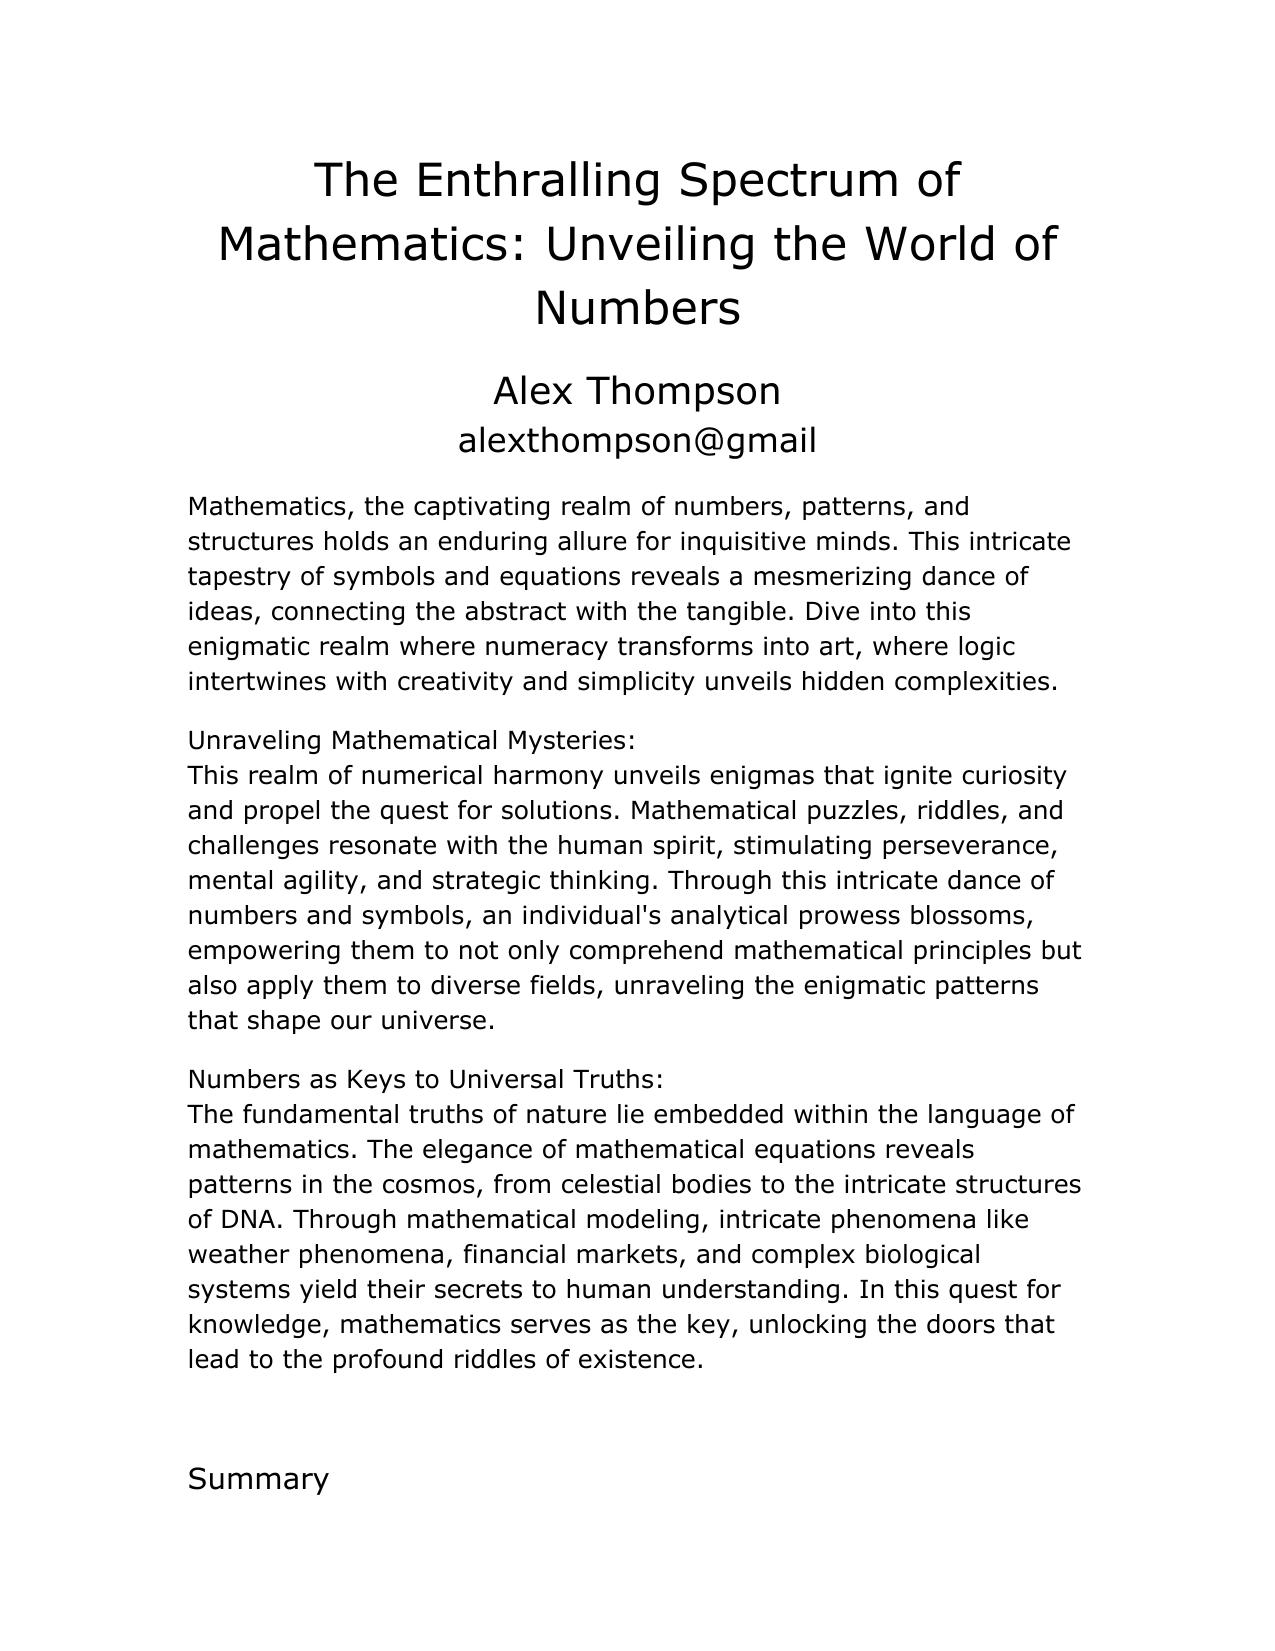 The Enthralling Spectrum of
Mathematics: Unveiling the World of
Numbers
Alex Thompson
alexthompson@gmail
Mathematics, the captivating realm of numbers, patterns, and
structures holds an enduring allure for inquisitive minds. This intricate
tapestry of symbols and equations reveals a mesmerizing dance of
ideas, connecting the abstract with the tangible. Dive into this
enigmatic realm where numeracy transforms into art, where logic
intertwines with creativity and simplicity unveils hidden complexities.
Unraveling Mathematical Mysteries:
This realm of numerical harmony unveils enigmas that ignite curiosity
and propel the quest for solutions. Mathematical puzzles, riddles, and
challenges resonate with the human spirit, stimulating perseverance,
mental agility, and strategic thinking. Through this intricate dance of
numbers and symbols, an individual's analytical prowess blossoms,
empowering them to not only comprehend mathematical principles but
also apply them to diverse fields, unraveling the enigmatic patterns
that shape our universe.
Numbers as Keys to Universal Truths:
The fundamental truths of nature lie embedded within the language of
mathematics. The elegance of mathematical equations reveals
patterns in the cosmos, from celestial bodies to the intricate structures
of DNA. Through mathematical modeling, intricate phenomena like
weather phenomena, financial markets, and complex biological
systems yield their secrets to human understanding. In this quest for
knowledge, mathematics serves as the key, unlocking the doors that
lead to the profound riddles of existence.
Summary